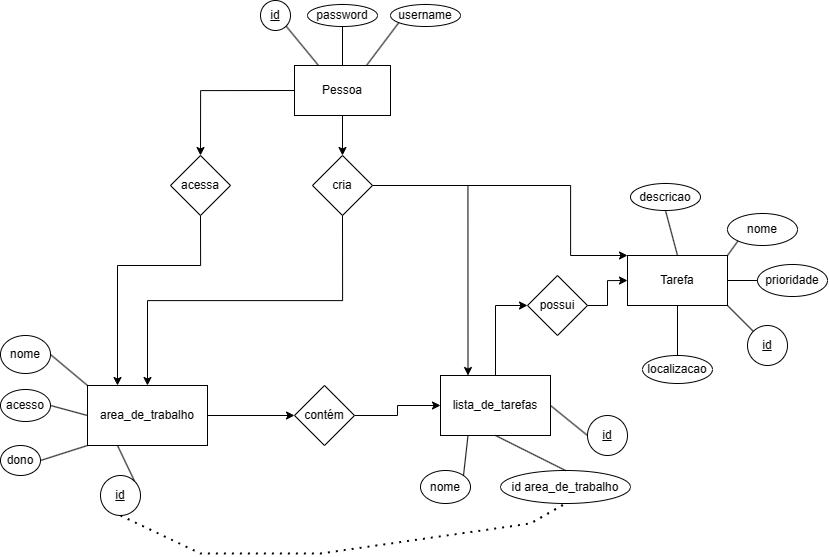 id
password
username
Pessoa
acessa
cria
descricao
nome
Tarefa
prioridade
possui
id
nome
localizacao
acesso
area_de_trabalho
contém
lista_de_tarefas
id
dono
id
nome
id area_de_trabalho